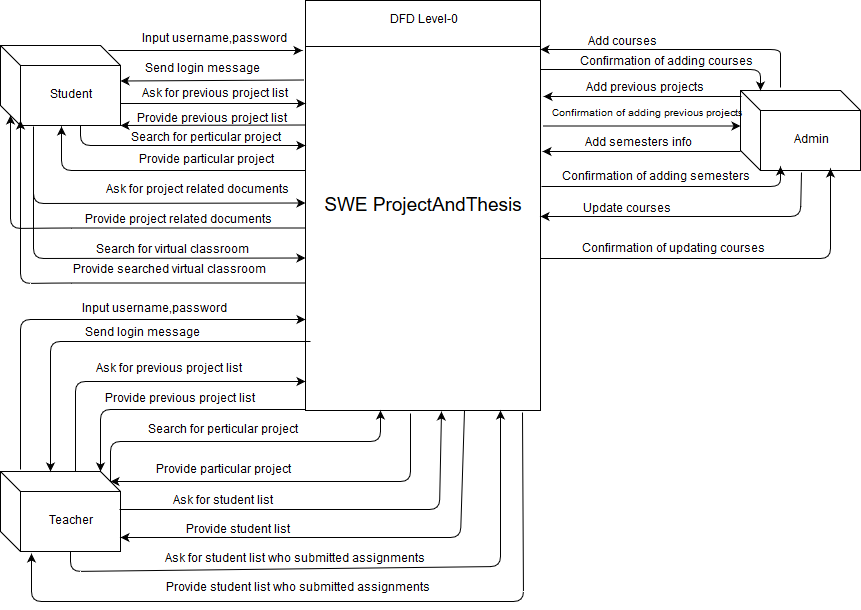 DFD Level-0
Input username,password
Send login message
Student
Ask for previous project list
Provide previous project list
Search for perticular project
Provide particular project
Ask for project related documents
Provide project related documents
Search for virtual classroom
Provide searched virtual classroom
SWE ProjectAndThesis
Add courses
Confirmation of adding courses
Add previous projects
Confirmation of adding previous projects
Admin
Add semesters info
Confirmation of adding semesters
Update courses
Confirmation of updating courses
Input username,password
Send login message
Ask for previous project list
Provide previous project list
Search for perticular project
Provide particular project
Ask for student list
Teacher
Provide student list
Ask for student list who submitted assignments
Provide student list who submitted assignments